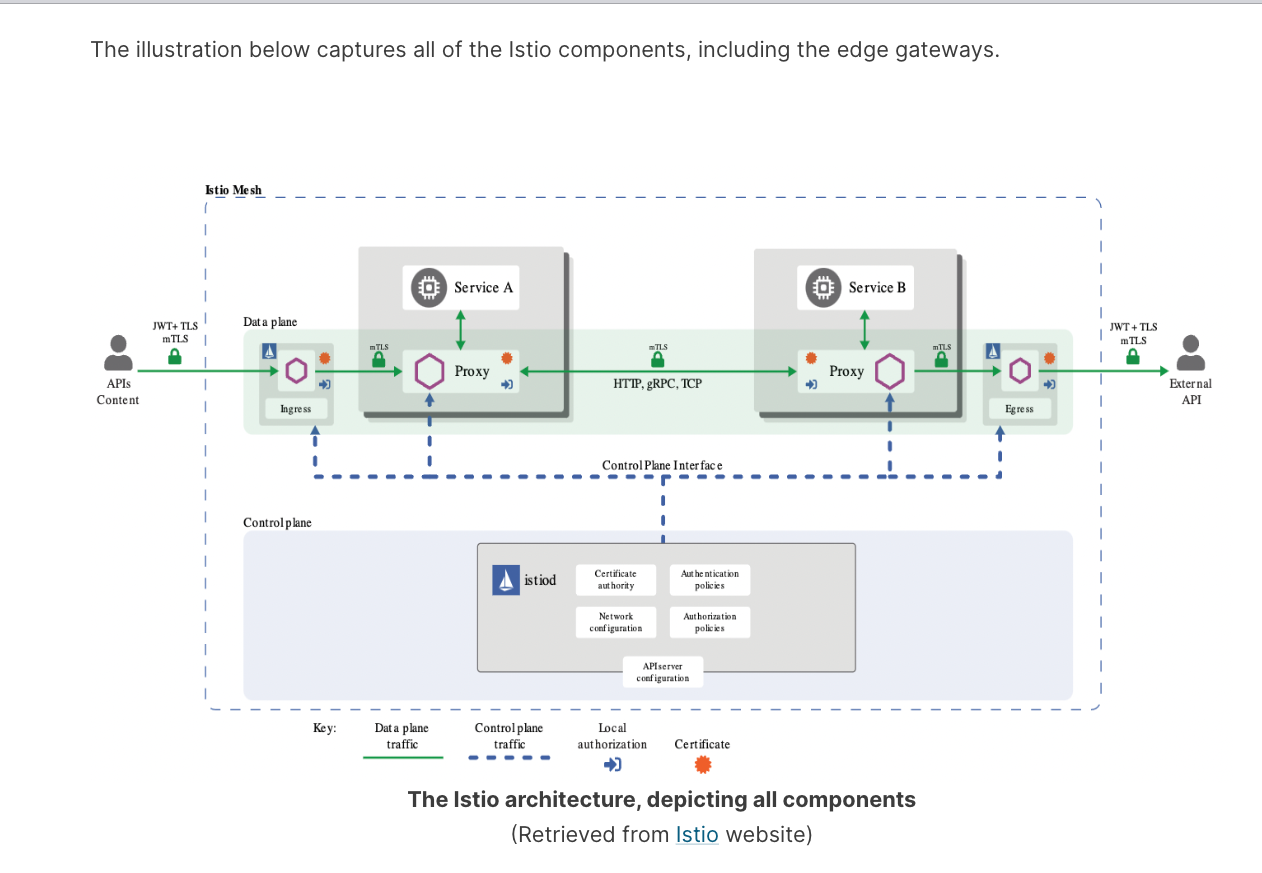 The illustration below captures all of the Istio components, including the edge gateways.
Istio Mesh
Service A
Service B
Data plane
JWT+ TLS
mTLS
APIs
Content
mTLS
Proxy
Ingress
mTLS
HTTP, gRPC, TCP
Proxy
mTLS
Egress
JWT + TLS
mTLS
External
API
Control Plane Interface
Control plane
istiod
Certificate
authority
Authentication
policies
Network
configuration
Authorization
policies
API server
configuration
Key:
Data plane
traffic
Control plane
traffic
Local
authorization
Certificate
The Istio architecture, depicting all components
(Retrieved from Istio website)